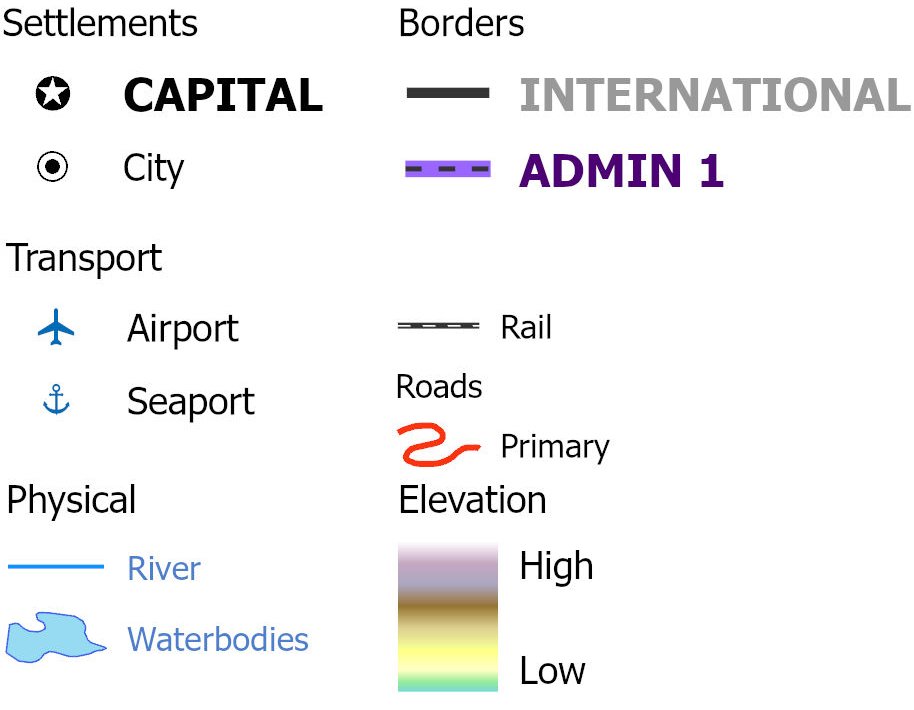 Settlements
CAPITAL
City
Borders
INTERNATIONAL
ADMIN 1
Transport
Airport
Seaport
Rail
Roads
Primary
Physical
River
Waterbodies
Elevation
High
Low